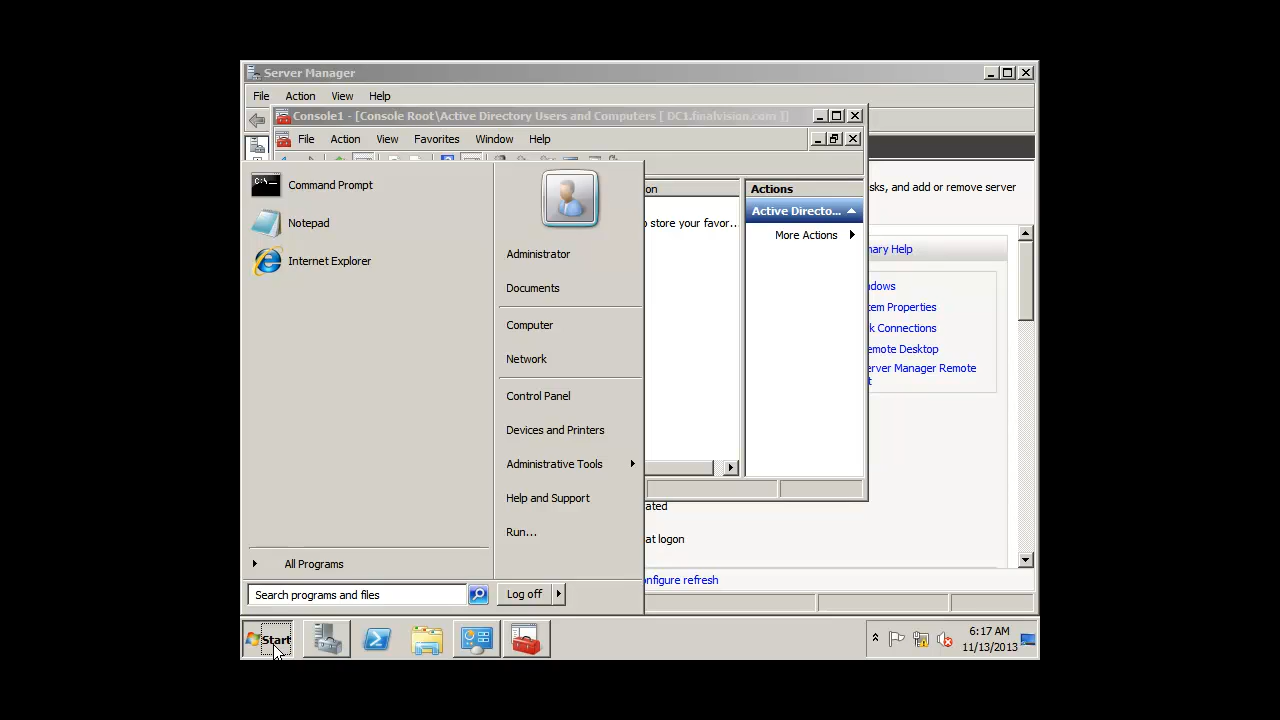 Server Manager
File Action View Help
Console1 - [Console Root\Active Directory Users and Computers [ DC1.finalvision.com ]]
File Action View Favorites Window Help
Command Prompt
Notepad
Internet Explorer
All Programs
Search programs and files
Administrator
Documents
Computer
Network
Control Panel
Devices and Printers
Administrative Tools
Help and Support
Run...
Log off
on
o store your favor...
Actions
Active Directo...
More Actions
sks, and add or remove server
mary Help
dows
tem Properties
k Connections
emote Desktop
erver Manager Remote
t
ated
at logon
onfigure refresh
Start
6:17 AM
11/13/2013